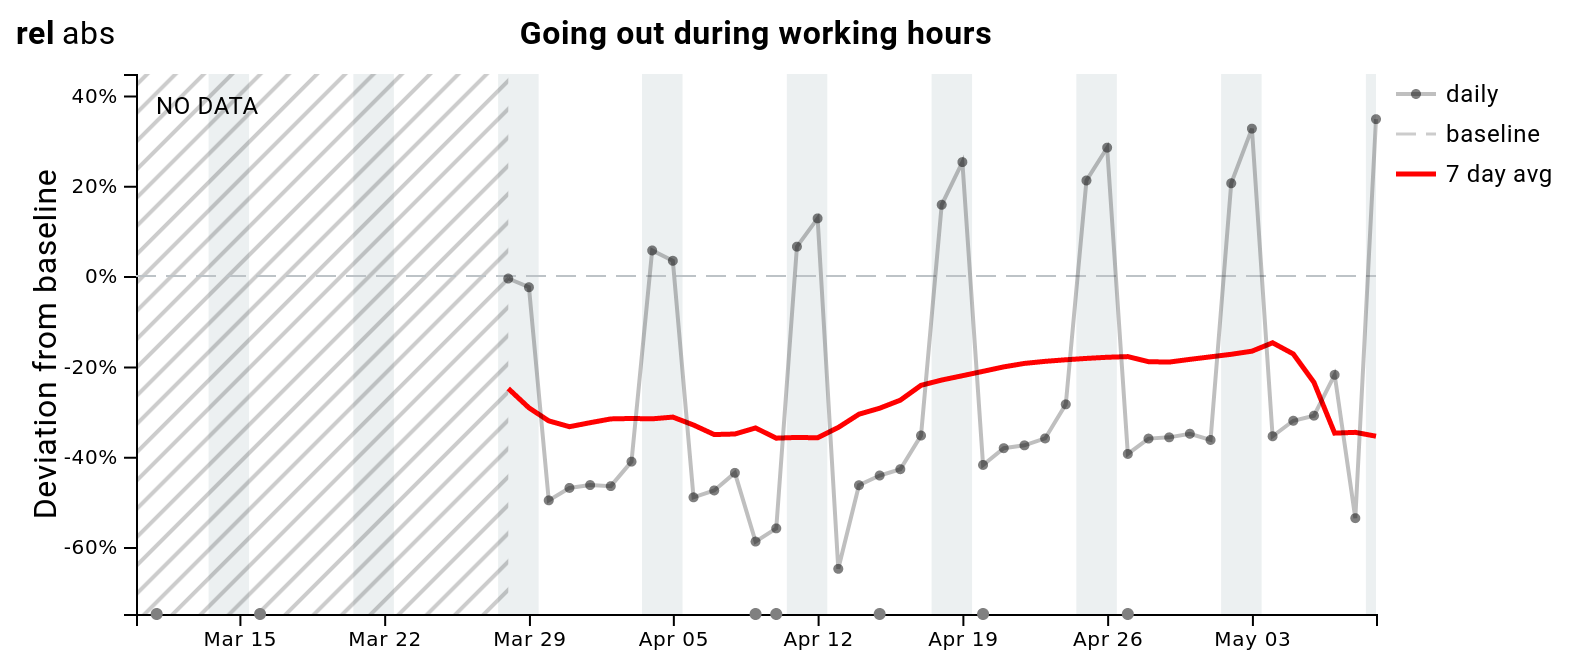 rel abs
Going out during working hours
Deviation from baseline
40%
20%
0%
-20%
-40%
-60%
NO DATA
Mar 15
Mar 22
Mar 29
Apr 05
Apr 12
Apr 19
Apr 26
May 03
daily
baseline
7 day avg